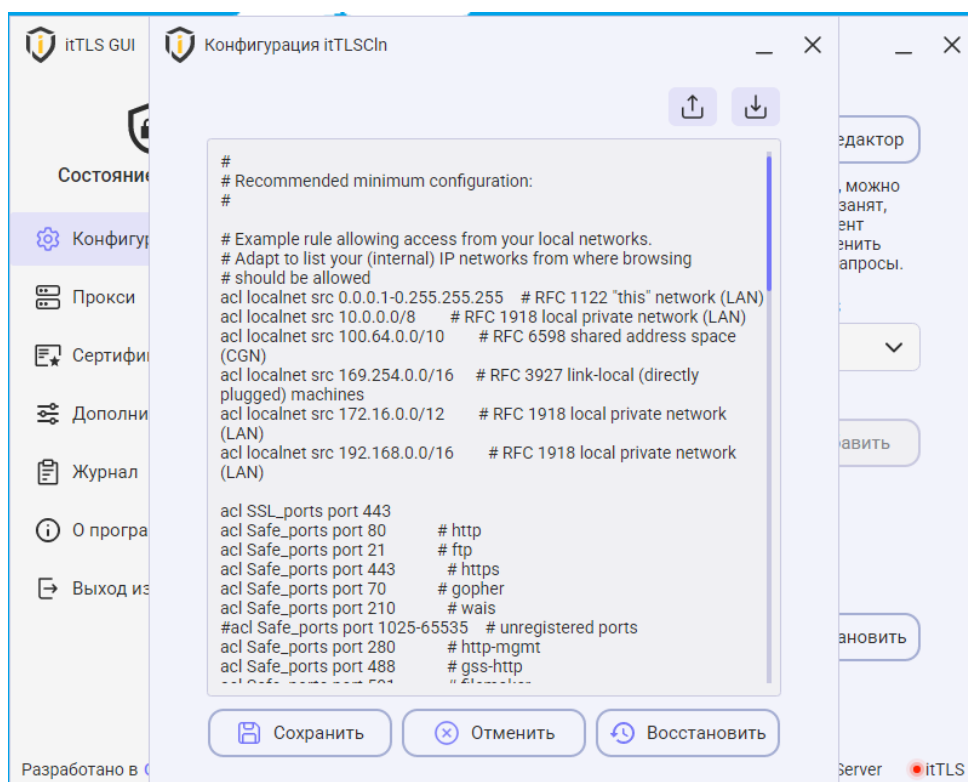 itTLS GUI
Конфигурация itTLSCln
#
# Recommended minimum configuration:
#
# Example rule allowing access from your local networks.
# Adapt to list your (internal) IP networks from where browsing
# should be allowed
acl localnet src 0.0.0.1-0.255.255.255 # RFC 1122 "this" network (LAN)
acl localnet src 10.0.0.0/8 # RFC 1918 local private network (LAN)
acl localnet src 100.64.0.0/10 # RFC 6598 shared address space
(CGN)
acl localnet src 169.254.0.0/16 # RFC 3927 link-local (directly
plugged) machines
acl localnet src 172.16.0.0/12 # RFC 1918 local private network
(LAN)
acl localnet src 192.168.0.0/16 # RFC 1918 local private network
(LAN)
acl SSL_ports port 443
acl Safe_ports port 80 # http
acl Safe_ports port 21 # ftp
acl Safe_ports port 443 # https
acl Safe_ports port 70 # gopher
acl Safe_ports port 210 # wais
#acl Safe_ports port 1025-65535 # unregistered ports
acl Safe_ports port 280 # http-mgmt
acl Safe_ports port 488 # gss-http
Сохранить
Отменить
Восстановить
Состояние
Конфигур
Прокси
Сертифи
Дополни
Журнал
О програ
Выход из
Разработано в
едактор
, можно
занят,
ент
енить
апросы.
авить
ановить
Server
itTLS